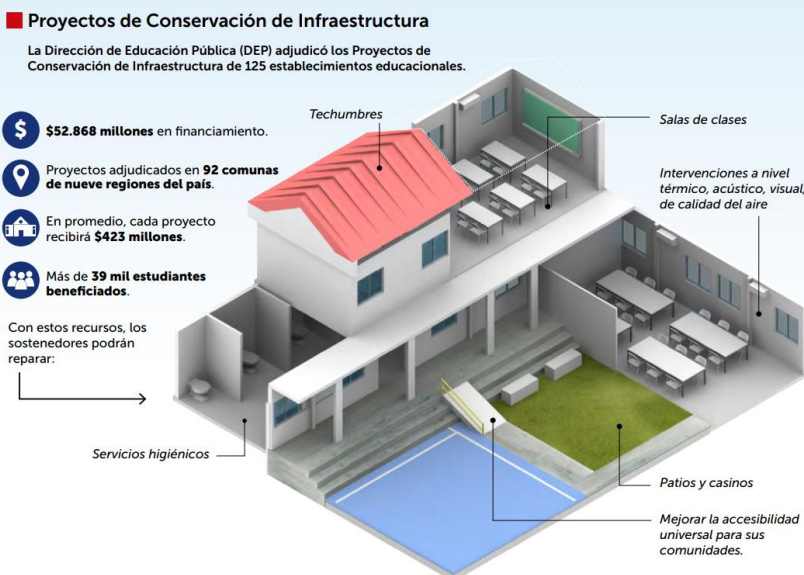 Proyectos de Conservación de Infraestructura
La Dirección de Educación Pública (DEP) adjudicó los Proyectos de
Conservación de Infraestructura de 125 establecimientos educacionales.
$
$52.868 millones en financiamiento.
Proyectos adjudicados en 92 comunas
de nueve regiones del país.
En promedio, cada proyecto
recibirá $423 millones.
Más de 39 mil estudiantes
beneficiados.
Con estos recursos, los
sostenedores podrán
reparar:
Techumbres
Salas de clases
Intervenciones a nivel
térmico, acústico, visual,
de calidad del aire
Servicios higiénicos
Patios y casinos
Mejorar la accesibilidad
universal para sus
comunidades.